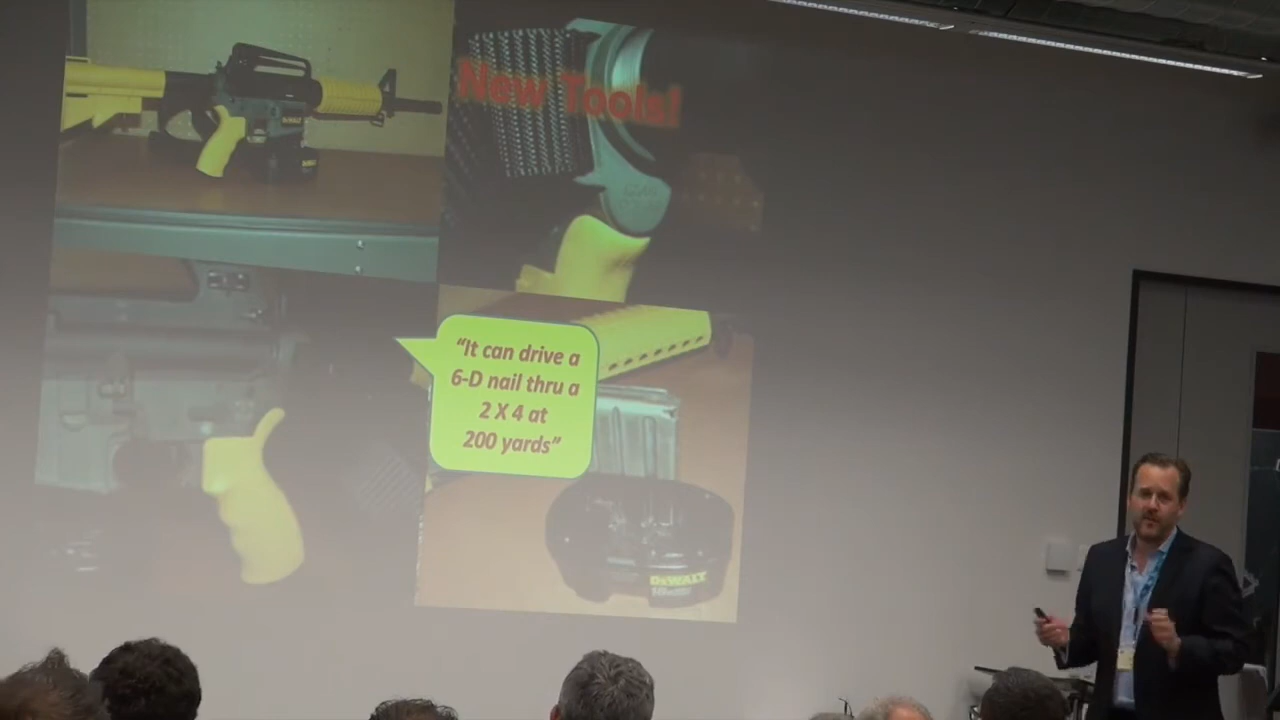 New Tools!
"It can drive a
6-D nail thru a
2 X 4 at
200 yards"
DEWALT